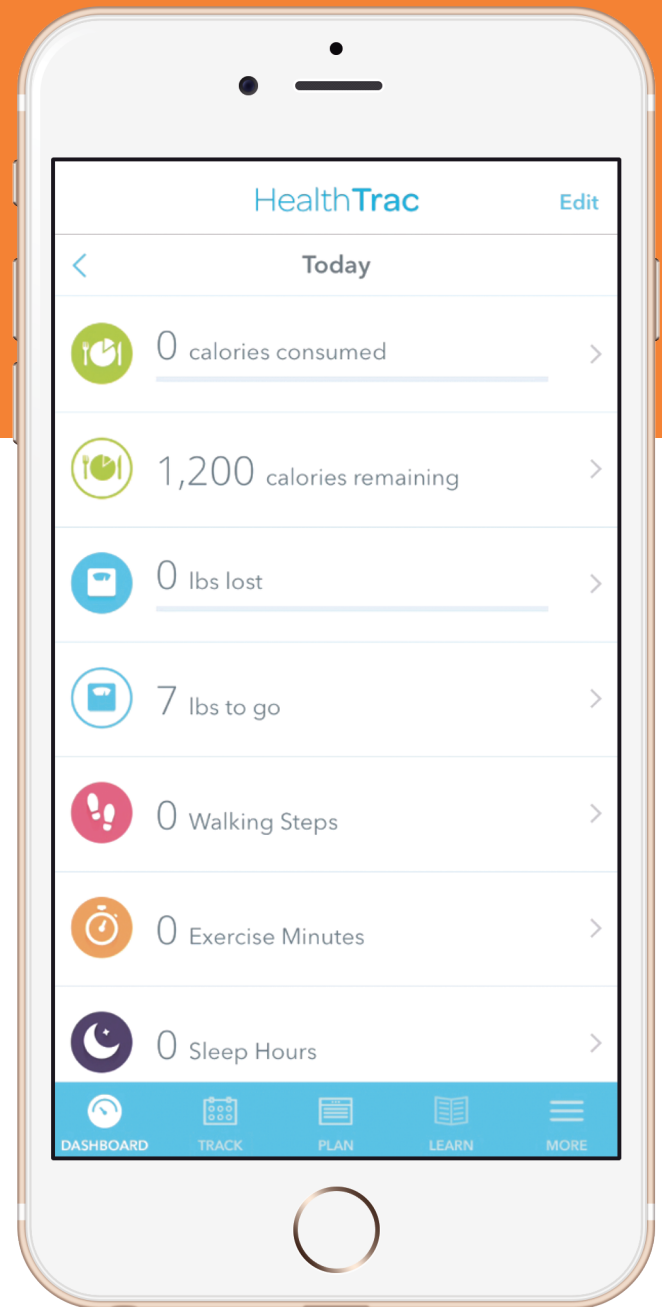 HealthTrac
Edit
Today
0 calories consumed
1,200 calories remaining
0 lbs lost
7 lbs to go
0 Walking Steps
0 Exercise Minutes
0 Sleep Hours
DASHBOARD TRACK PLAN LEARN MORE